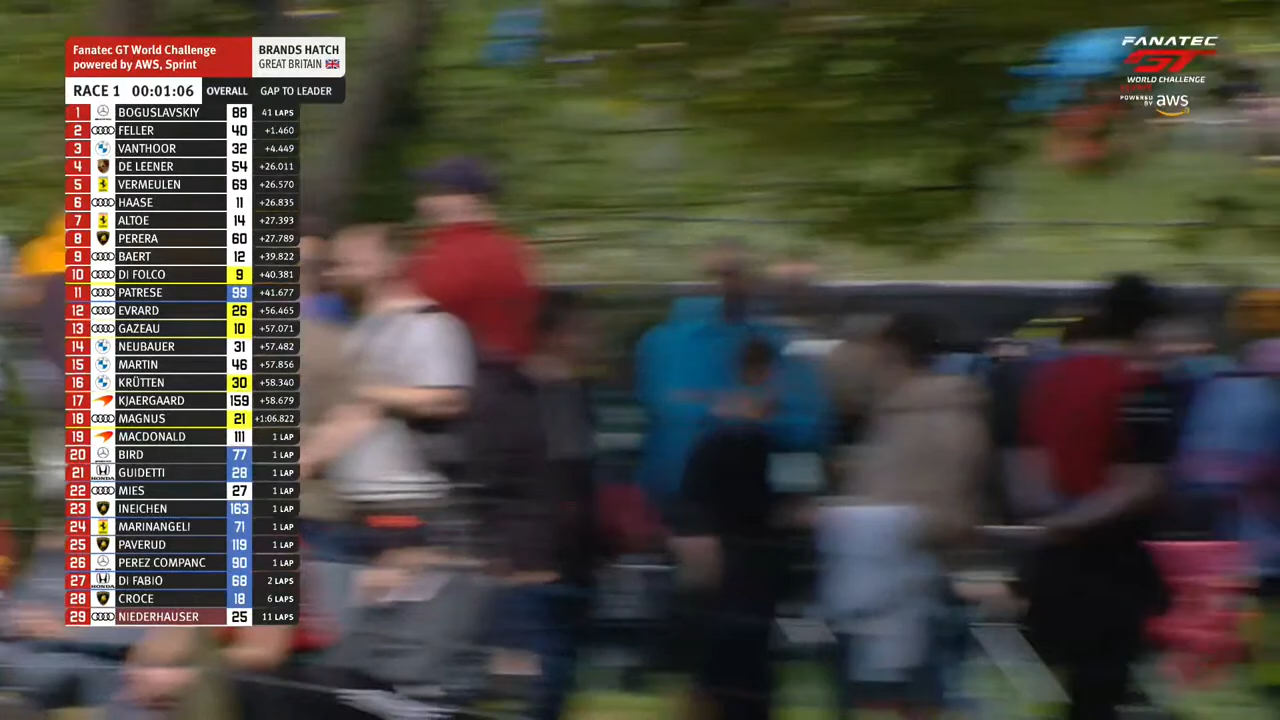 Fanatec GT World Challenge
powered by AWS, Sprint
BRANDS HATCH
GREAT BRITAIN
RACE 1 00:01:06 OVERALL GAP TO LEADER
1 BOGUSLAVSKIY 88 41 LAPS
2 FELLER 40 +1.460
3 VANTHOOR 32 +4.449
4 DE LEENER 54 +26.011
5 VERMEULEN 69 +26.570
6 HAASE 11 +26.835
7 ALTOE 14 +27.393
8 PERERA 60 +27.789
9 BAERT 12 +39.822
10 DI FOLCO 9 +40.381
11 PATRESE 99 +41.677
12 EVRARD 26 +56.465
13 GAZEAU 10 +57.071
14 NEUBAUER 31 +57.482
15 MARTIN 46 +57.856
16 KRÜTTEN 30 +58.340
17 KJAERGAARD 159 +58.679
18 MAGNUS 21 +1:06.822
19 MACDONALD 111 1 LAP
20 BIRD 77 1 LAP
21 HONDA GUIDETTI 28 1 LAP
22 MIES 27 1 LAP
23 INEICHEN 163 1 LAP
24 MARINANGELI 71 1 LAP
25 PAVERUD 119 1 LAP
26 PEREZ COMPANC 90 1 LAP
27 HONDA DI FABIO 68 2 LAPS
28 CROCE 18 6 LAPS
29 NIEDERHAUSER 25 11 LAPS
FANATEC
GT
WORLD CHALLENGE
POWERED BY aws